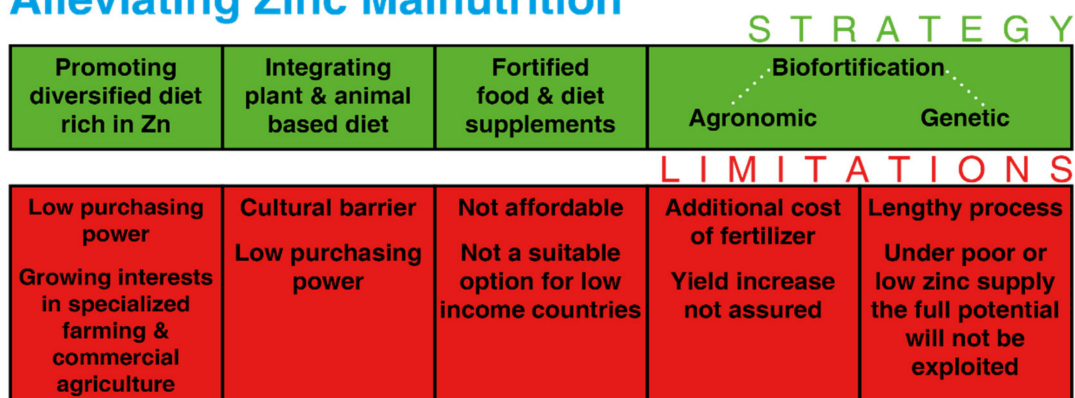 Alleviating Zinc Malnutrition
STRATEGY
Promoting
diversified diet
rich in Zn
Integrating
plant & animal
based diet
Fortified
food & diet
supplements
Biofortification
Agronomic
Genetic
LIMITATIONS
Low purchasing
power
Growing interests
in specialized
farming &
commercial
agriculture
Cultural barrier
Low purchasing
power
Not affordable
Not a suitable
option for low
income countries
Additional cost
of fertilizer
Yield increase
not assured
Lengthy process
Under poor or
low zinc supply
the full potential
will not be
exploited